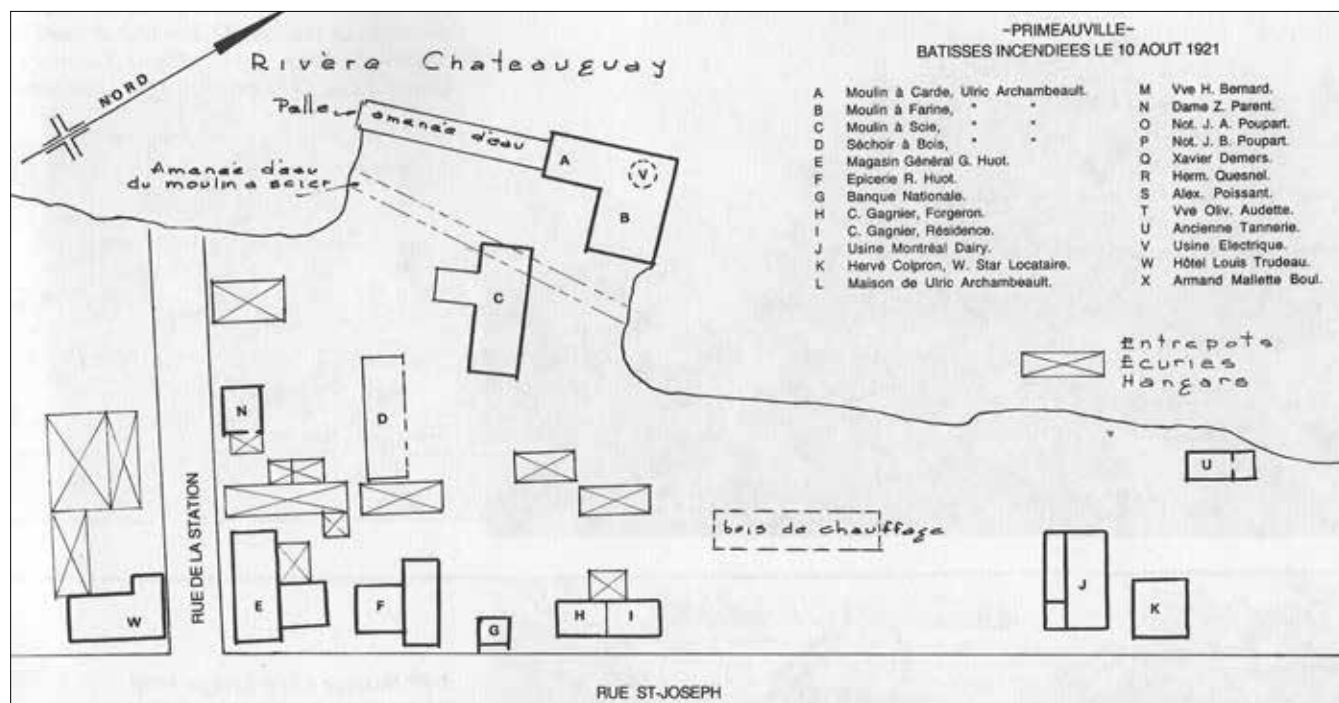 -PRIMEAUVILLE-
BATISSES INCENDIEES LE 10 AOUT 1921
NORD
Rivère Chateauguay
Palle
amenée d'eau
Amenée d'eau
du moulin a scier
A Moulin à Carde, Ulric Archambeault.
B Moulin à Farine, " "
C Moulin à Scie, " "
D Séchoir à Bois, " "
E Magasin Général G. Huot.
F Epicerie R. Huot.
G Banque Nationale.
H C. Gagnier, Forgeron.
I C. Gagnier, Résidence.
J Usine Montréal Dairy.
K Hervé Colpron, W. Star Locataire.
L Maison de Ulric Archambeault.
M Vve H. Bernard.
N Dame Z. Parent.
O Not. J. A. Poupart.
P Not. J. B. Poupart.
Q Xavier Demers.
R Herm. Quesnel.
S Alex. Poissant.
T Vve Oliv. Audette.
U Ancienne Tannerie.
V Usine Electrique.
W Hôtel Louis Trudeau.
X Armand Mallette Boul.
Entrepots
Ecuries
Hangars
A
V
B
C
N
D
U
bois de chauffage
RUE DE LA STATION
W
E
F
G
H
I
J
K
RUE ST-JOSEPH